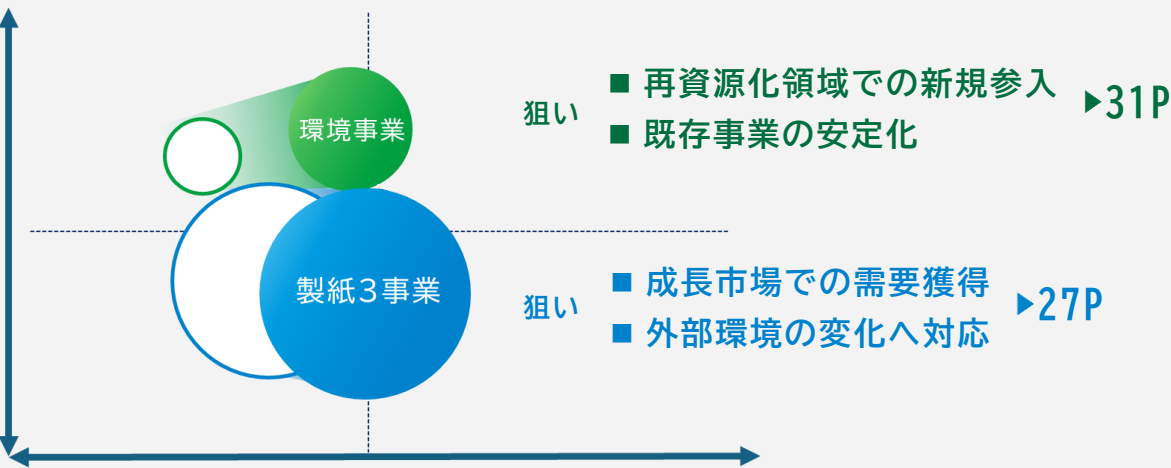 環境事業
狙い
■ 再資源化領域での新規参入
■ 既存事業の安定化
▶31P
製紙3事業
狙い
■ 成長市場での需要獲得
■ 外部環境の変化へ対応
▶27P